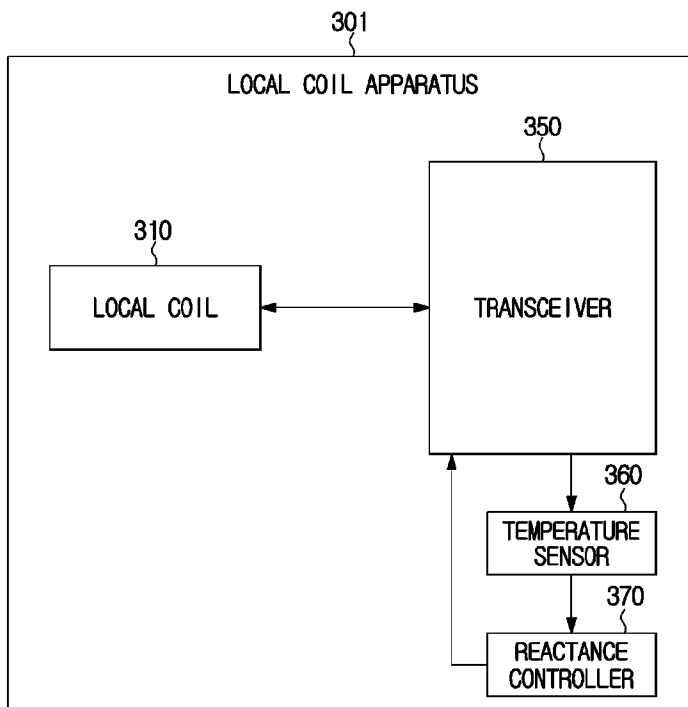 301
LOCAL COIL APPARATUS
350
310
LOCAL COIL
TRANSCEIVER
360
TEMPERATURE
SENSOR
370
REACTANCE
CONTROLLER